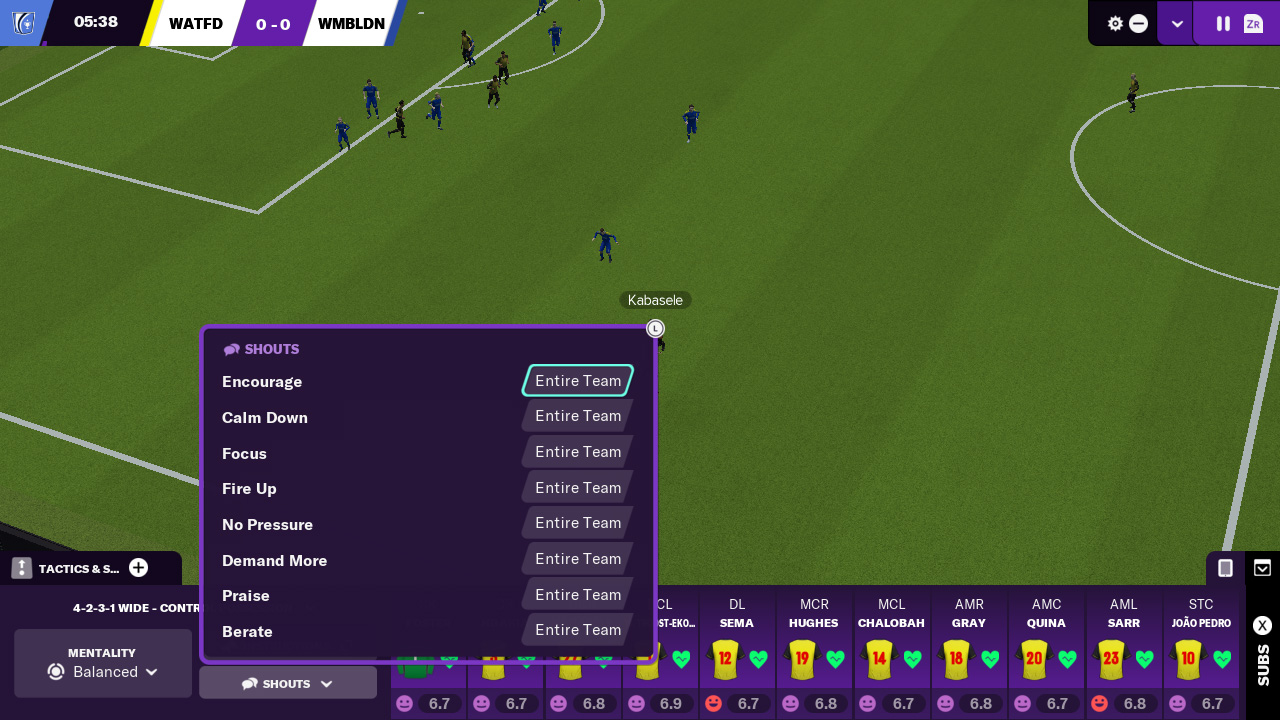 05:38
WATFD
0 - 0
WMBLDN
ZR
Kabasele
L
SHOUTS
Encourage Entire Team
Calm Down Entire Team
Focus Entire Team
Fire Up Entire Team
No Pressure Entire Team
Demand More Entire Team
Praise Entire Team
Berate Entire Team
TACTICS & S...
4-2-3-1 WIDE - CONTR
MENTALITY
Balanced
SHOUTS
CL DL MCR MCL AMR AMC AML STC
OST-EKO... SEMA HUGHES CHALOBAH GRAY QUINA SARR JOÃO PEDRO
12 19 14 18 20 23 10
6.7 6.7 6.8 6.9 6.7 6.8 6.7 6.8 6.7 6.8 6.7
X
SUBS